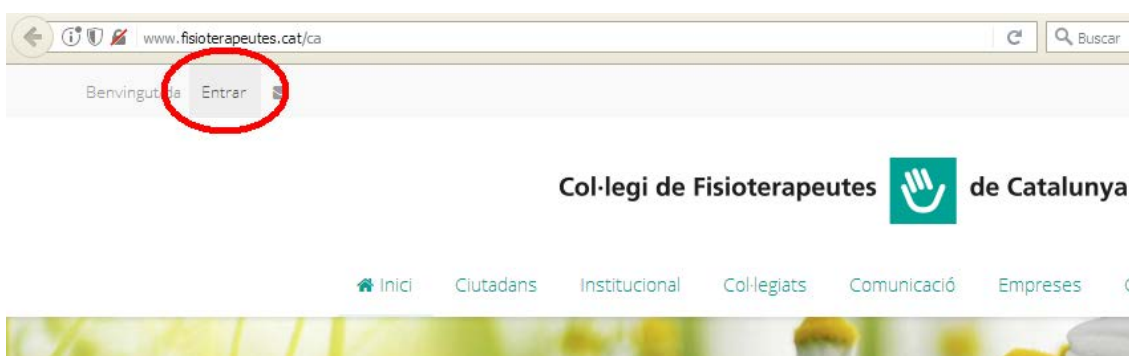 www.fisioterapeutes.cat/ca
Buscar
Benvingut/da Entrar
Col·legi de Fisioterapeutes de Catalunya
Inici Ciutadans Institucional Col·legiats Comunicació Empreses